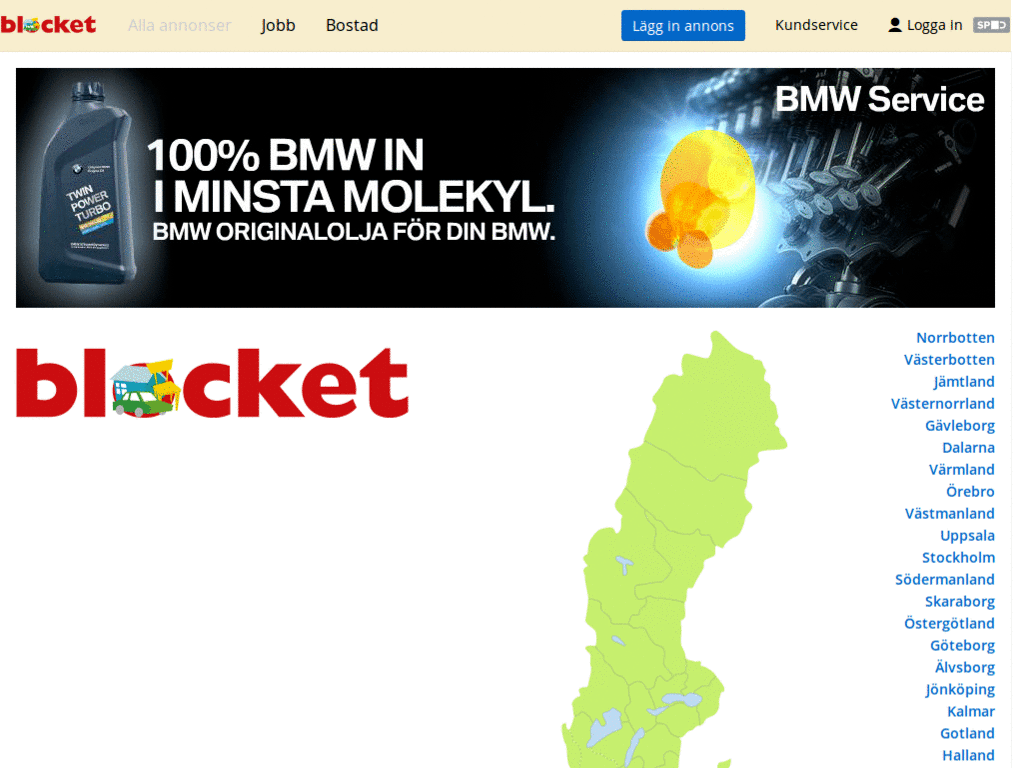 blocket
Alla annonser
Jobb
Bostad
Lägg in annons
Kundservice
Logga in
BMW Service
100% BMW IN
I MINSTA MOLEKYL.
BMW ORIGINALOLJA FÖR DIN BMW.
TWIN
POWER
TURBO
blocket
Norrbotten
Västerbotten
Jämtland
Västernorrland
Gävleborg
Dalarna
Värmland
Örebro
Västmanland
Uppsala
Stockholm
Södermanland
Skaraborg
Östergötland
Göteborg
Älvsborg
Jönköping
Kalmar
Gotland
Halland